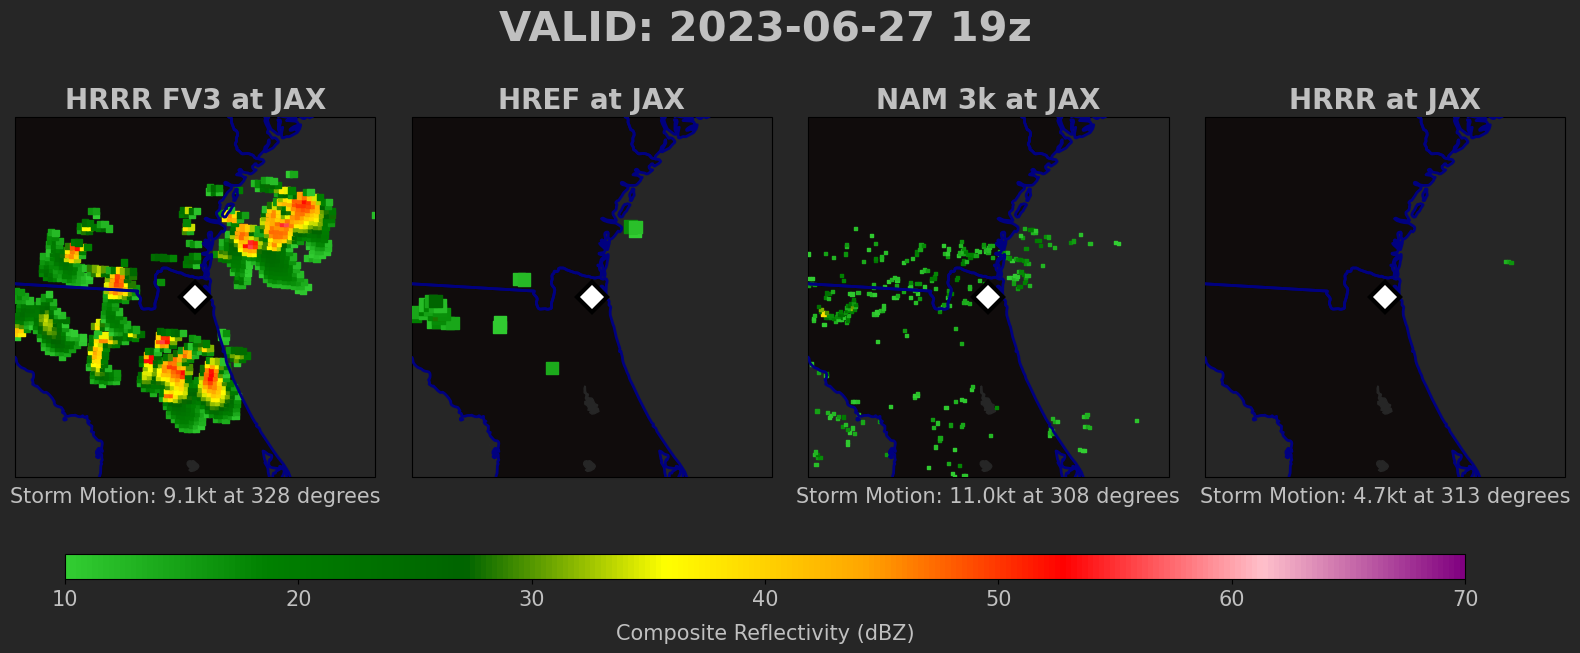 VALID: 2023-06-27 19z
HRRR FV3 at JAX
HREF at JAX
NAM 3k at JAX
HRRR at JAX
Storm Motion: 9.1kt at 328 degrees
Storm Motion: 11.0kt at 308 degrees
Storm Motion: 4.7kt at 313 degrees
10 20 30 40 50 60 70
Composite Reflectivity (dBZ)